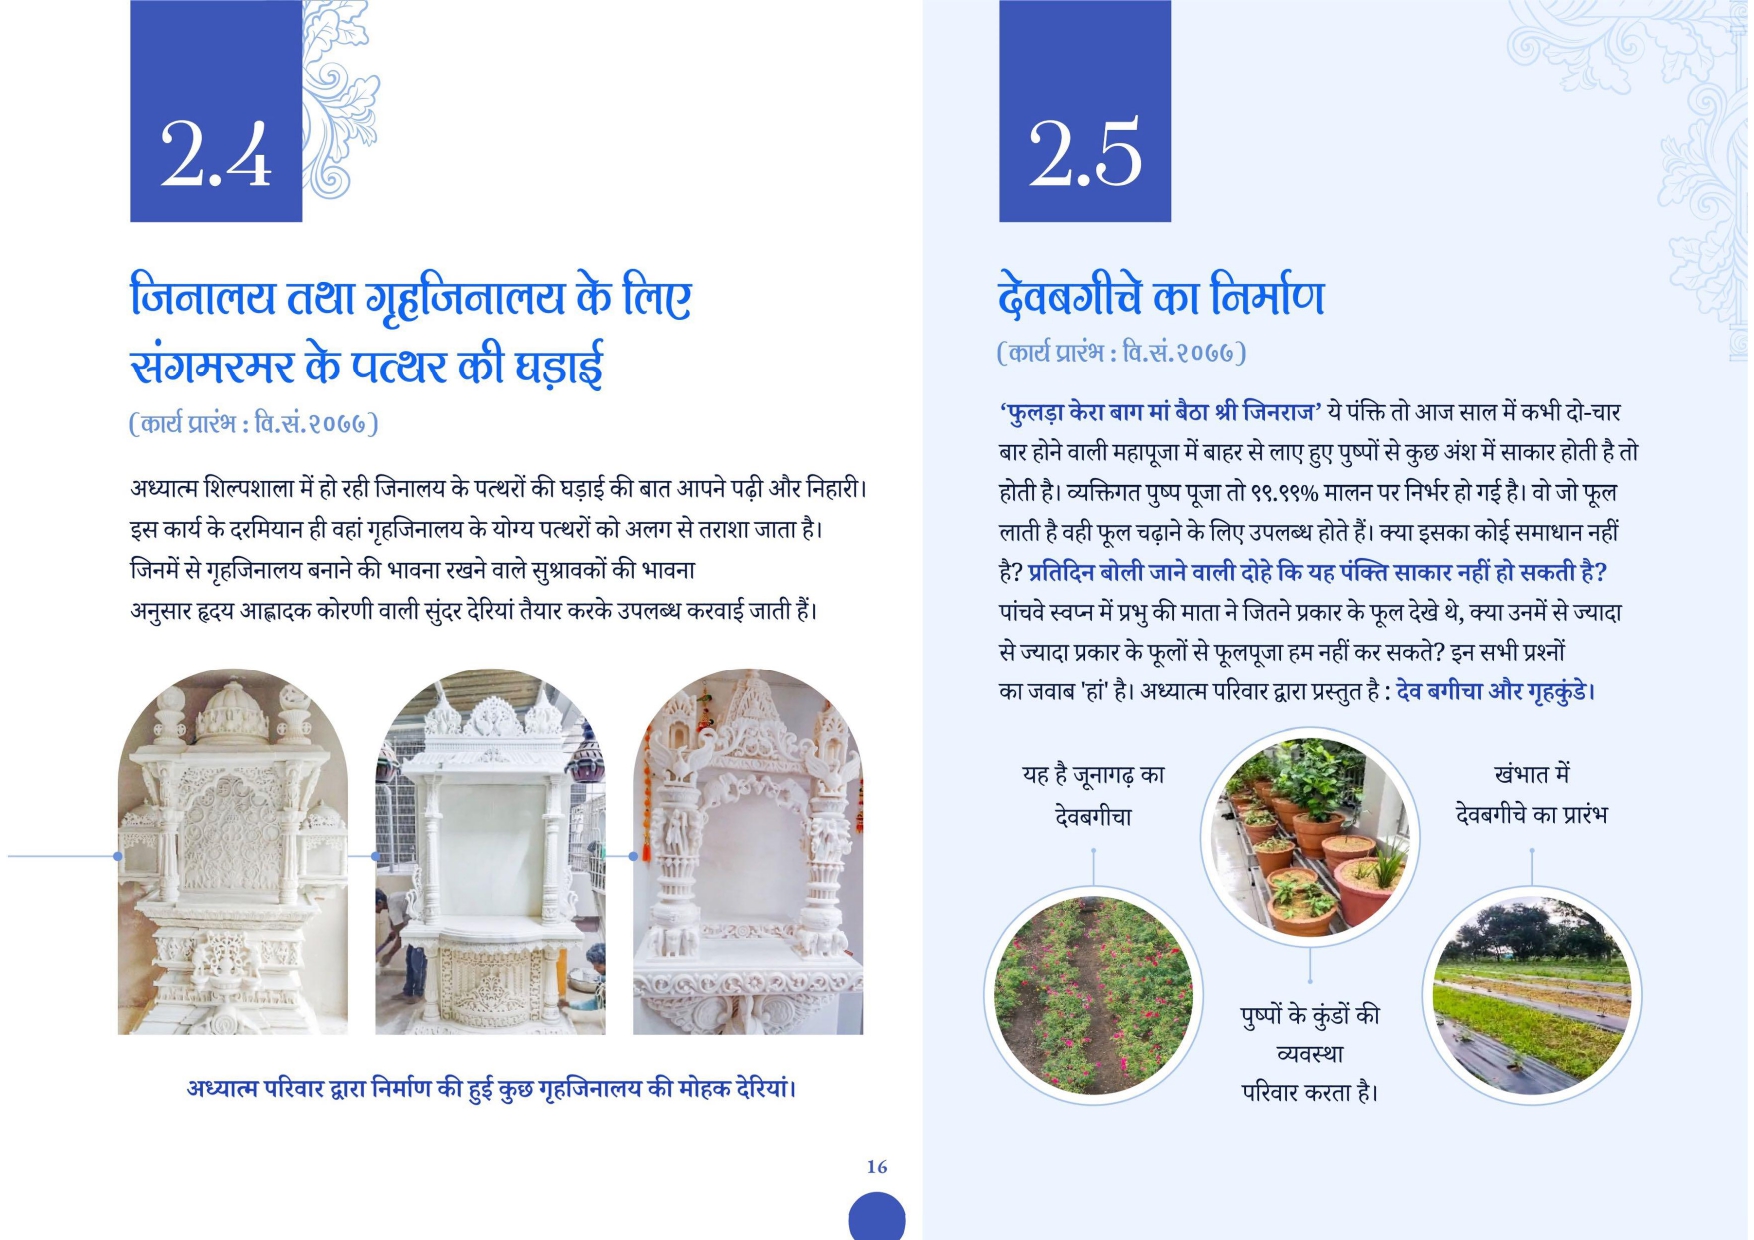 2.4
जिनालय तथा गृहजिनालय के लिए
संगमरमर के पत्थर की घड़ाई
(कार्य प्रारंभ : वि.सं.२०७७)
अध्यात्म शिल्पशाला में हो रही जिनालय के पत्थरों की घड़ाई की बात आपने पढ़ी और निहारी।
इस कार्य के दरमियान ही वहां गृहजिनालय के योग्य पत्थरों को अलग से तराशा जाता है।
जिनमें से गृहजिनालय बनाने की भावना रखने वाले सुश्रावकों की भावना
अनुसार हृदय आह्लादक कोरणी वाली सुंदर देरियां तैयार करके उपलब्ध करवाई जाती हैं।
अध्यात्म परिवार द्वारा निर्माण की हुई कुछ गृहजिनालय की मोहक देरियां।
16
2.5
देवबगीचे का निर्माण
(कार्य प्रारंभ : वि.सं.२०७७)
‘फुलड़ा केरा बाग मां बैठा श्री जिनराज’ ये पंक्ति तो आज साल में कभी दो-चार
बार होने वाली महापूजा में बाहर से लाए हुए पुष्पों से कुछ अंश में साकार होती है तो
होती है। व्यक्तिगत पुष्प पूजा तो ९९.९९% मालन पर निर्भर हो गई है। वो जो फूल
लाती है वही फूल चढ़ाने के लिए उपलब्ध होते हैं। क्या इसका कोई समाधान नहीं
है? प्रतिदिन बोली जाने वाली दोहे कि यह पंक्ति साकार नहीं हो सकती है?
पांचवे स्वप्न में प्रभु की माता ने जितने प्रकार के फूल देखे थे, क्या उनमें से ज्यादा
से ज्यादा प्रकार के फूलों से फूलपूजा हम नहीं कर सकते? इन सभी प्रश्नों
का जवाब 'हां' है। अध्यात्म परिवार द्वारा प्रस्तुत है : देव बगीचा और गृहकुंडे।
यह है जूनागढ़ का
देवबगीचा
पुष्पों के कुंडों की
व्यवस्था
परिवार करता है।
खंभात में
देवबगीचे का प्रारंभ